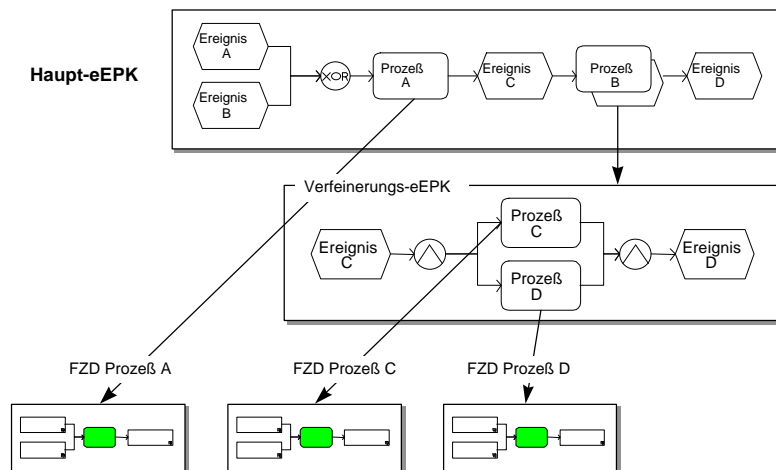 Haupt-eEPK
Ereignis
A
Ereignis
B
XOR
Prozeß
A
Ereignis
C
Prozeß
B
Ereignis
D
Verfeinerungs-eEPK
Ereignis
C
Prozeß
C
Prozeß
D
Ereignis
D
FZD Prozeß A
FZD Prozeß C
FZD Prozeß D